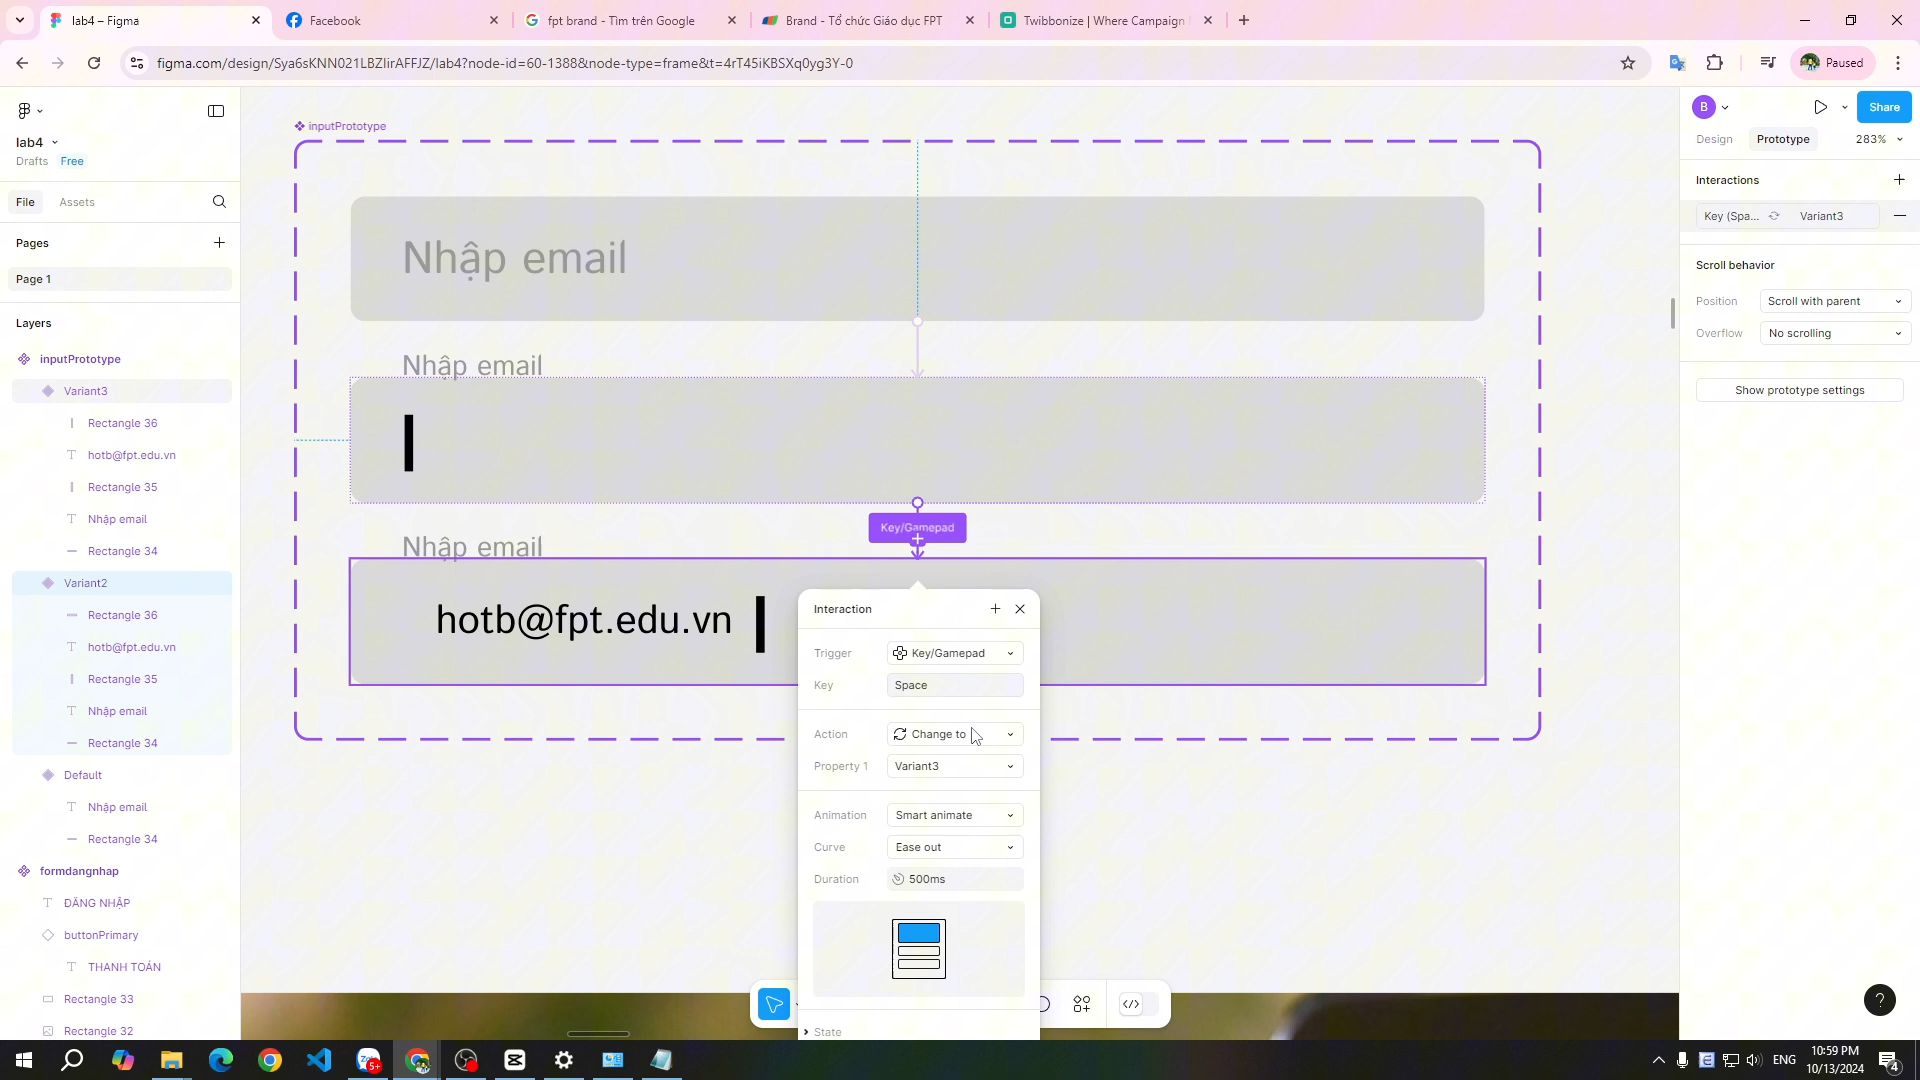 lab4 – Figma
Facebook
fpt brand - Tìm trên Google
Brand - Tổ chức Giáo dục FPT
Twibbonize | Where Campaign
figma.com/design/Sya6sKNN021LBZlirAFFJZ/lab4?node-id=60-1388&node-type=frame&t=4rT45iKBSXq0yg3Y-0
Paused
lab4
Drafts
Free
File
Assets
Pages
Page 1
Layers
inputPrototype
Variant3
Rectangle 36
hotb@fpt.edu.vn
Rectangle 35
Nhập email
Rectangle 34
Variant2
Rectangle 36
hotb@fpt.edu.vn
Rectangle 35
Nhập email
Rectangle 34
Default
Nhập email
Rectangle 34
formdangnhap
ĐĂNG NHẬP
buttonPrimary
THANH TOÁN
Rectangle 33
Rectangle 32
inputPrototype
Nhập email
Nhập email
Key/Gamepad
Nhập email
hotb@fpt.edu.vn
Interaction
Trigger
Key/Gamepad
Key
Space
Action
Change to
Property 1
Variant3
Animation
Smart animate
Curve
Ease out
Duration
500ms
State
B
Share
Design
Prototype
283%
Interactions
Key (Spa...
Variant3
Scroll behavior
Position
Scroll with parent
Overflow
No scrolling
Show prototype settings
?
5+
ENG
10:59 PM
10/13/2024
4